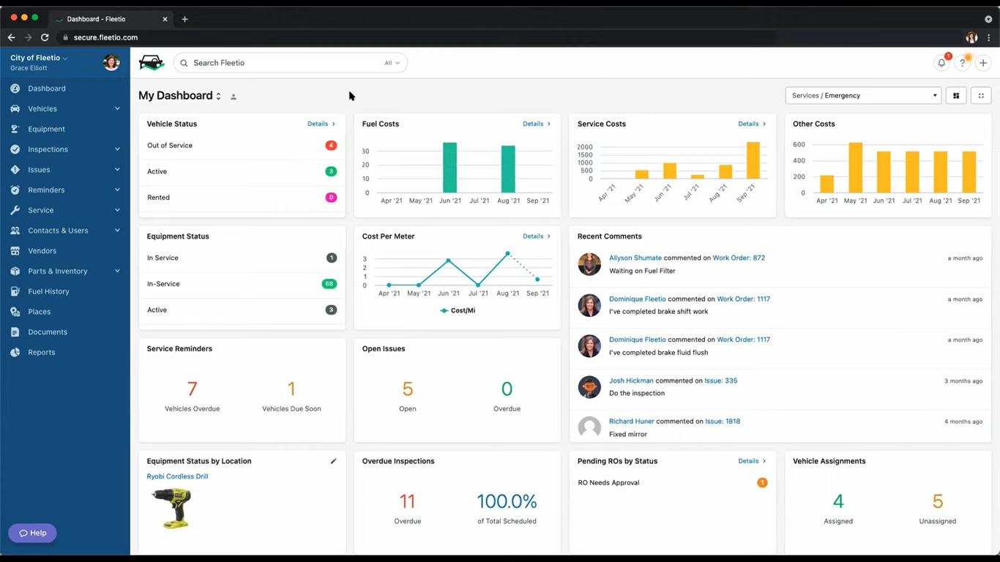 Dashboard - Fleetio
secure.fleetio.com
City of Fleetio
Grace Elliott
Dashboard
Vehicles
Equipment
Inspections
Issues
Reminders
Service
Contacts & Users
Vendors
Parts & Inventory
Fuel History
Places
Documents
Reports
Help
Search Fleetio
All
1
?
My Dashboard
Services / Emergency
Vehicle Status
Details
Out of Service 4
Active 3
Rented 0
Fuel Costs
Details
30
20
10
0
Apr '21 May '21 Jun '21 Jul '21 Aug '21 Sep '21
Service Costs
Details
2000
1500
1000
500
0
Apr '21 May '21 Jun '21 Jul '21 Aug '21 Sep '21
Other Costs
600
400
200
0
Apr '21 May '21 Jun '21 Jul '21 Aug '21 Sep '21
Equipment Status
In Service 1
In-Service 68
Active 3
Cost Per Meter
Details
3
2
1
0
Apr '21 May '21 Jun '21 Jul '21 Aug '21 Sep '21
Cost/Mi
Recent Comments
Allyson Shumate commented on Work Order: 872
a month ago
Waiting on Fuel Filter
Dominique Fleetio commented on Work Order: 1117
a month ago
I've completed brake shift work
Dominique Fleetio commented on Work Order: 1117
a month ago
I've completed brake fluid flush
Josh Hickman commented on Issue: 335
3 months ago
Do the inspection
Richard Huner commented on Issue: 1818
4 months ago
Fixed mirror
Service Reminders
7
Vehicles Overdue
1
Vehicles Due Soon
Open Issues
5
Open
0
Overdue
Equipment Status by Location
Ryobi Cordless Drill
Overdue Inspections
11
Overdue
100.0%
of Total Scheduled
Pending ROs by Status
Details
RO Needs Approval 1
Vehicle Assignments
4
Assigned
5
Unassigned